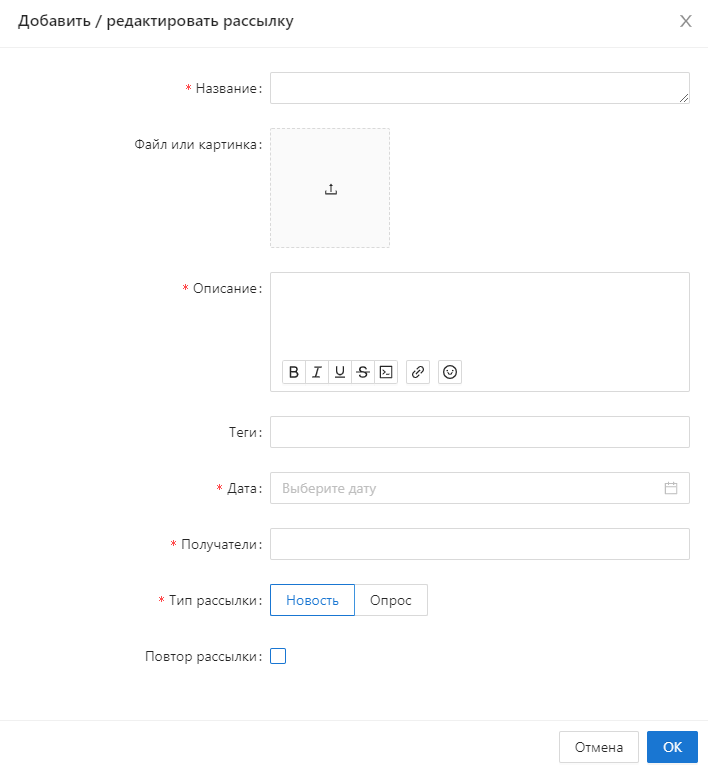 Добавить / редактировать рассылку
* Название:
Файл или картинка:
* Описание:
B I U S
Теги:
* Дата: Выберите дату
* Получатели:
* Тип рассылки: Новость Опрос
Повтор рассылки:
Отмена OK